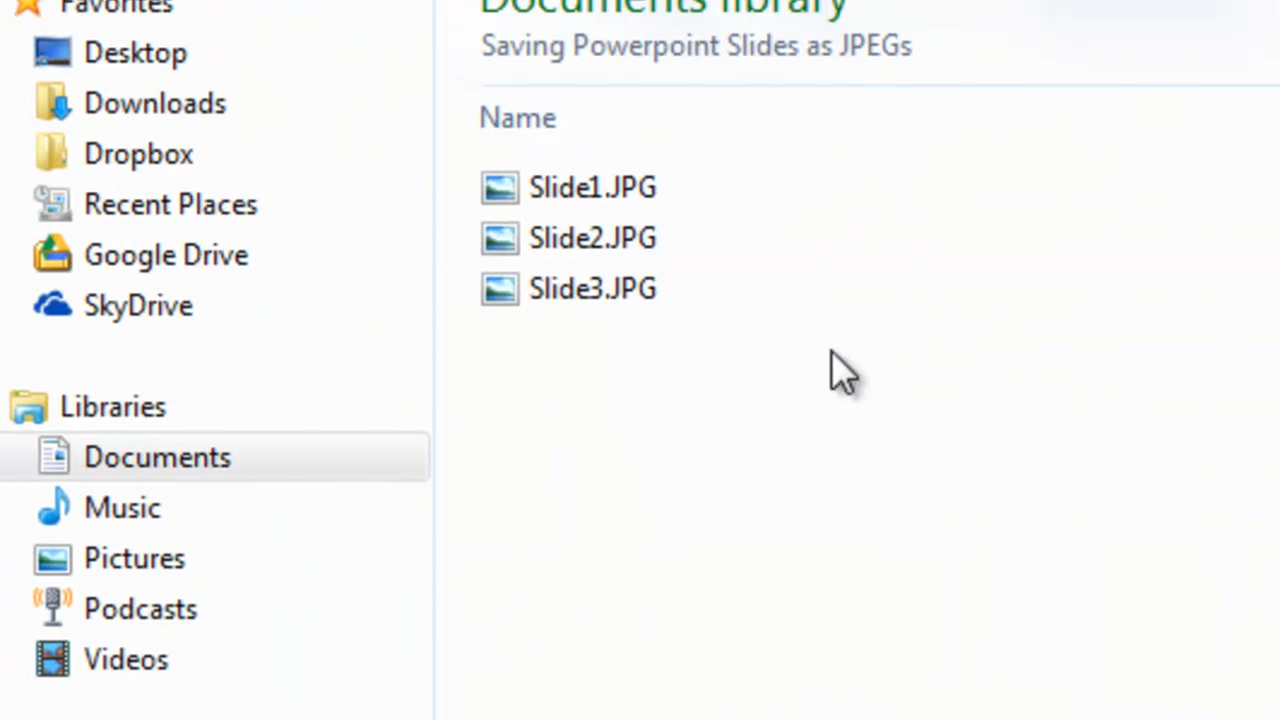 Favorites
Desktop
Downloads
Dropbox
Recent Places
Google Drive
SkyDrive
Libraries
Documents
Music
Pictures
Podcasts
Videos
Documents library
Saving Powerpoint Slides as JPEGs
Name
Slide1.JPG
Slide2.JPG
Slide3.JPG